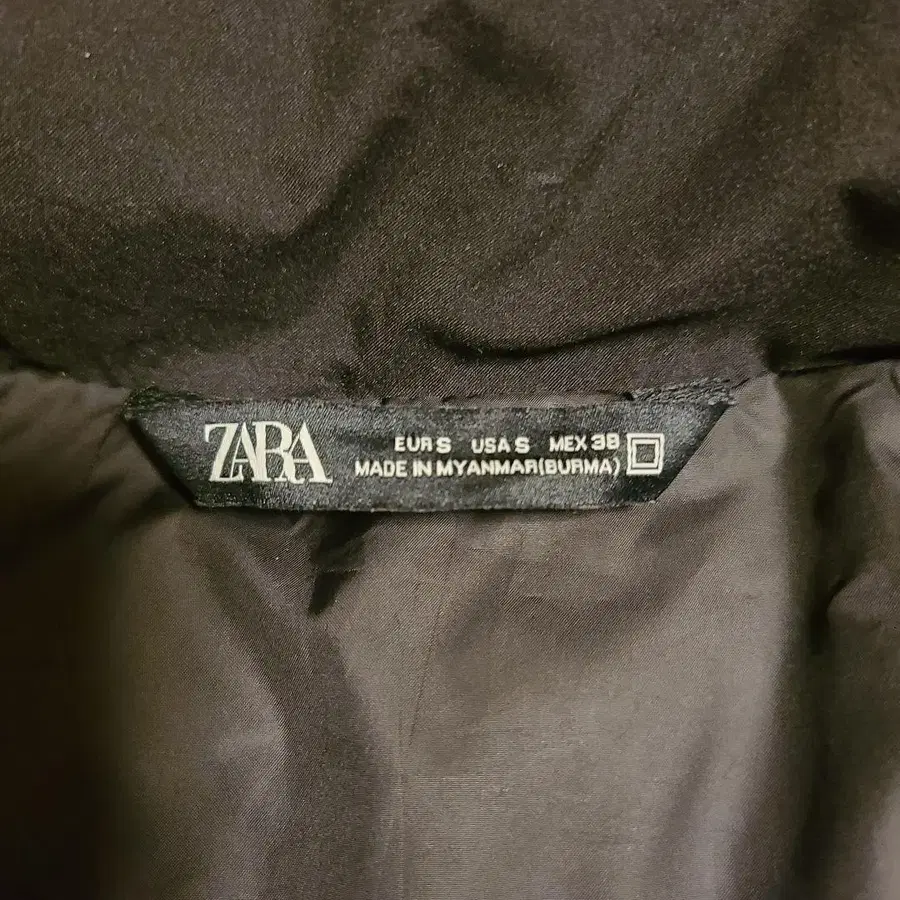 ZARA
EUR S USA S MEX 38
MADE IN MYANMAR(BURMA)